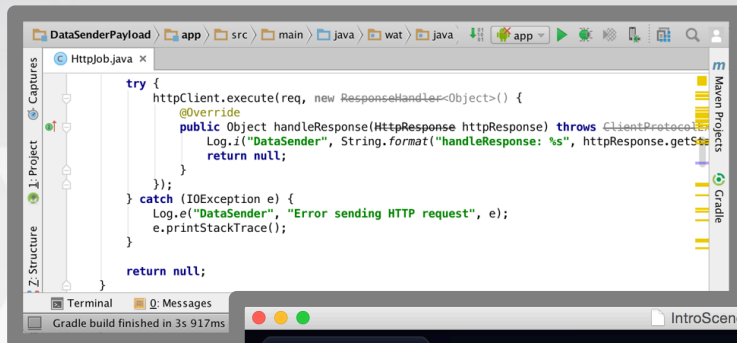 DataSenderPayload app src main java wat java app
HttpJob.java
try {
httpClient.execute(req, new ResponseHandler<Object>() {
@Override
public Object handleResponse(HttpResponse httpResponse) throws
Log.i("DataSender", String.format("handleResponse: %s",
return null;
}
});
} catch (IOException e) {
Log.e("DataSender", "Error sending HTTP request", e);
e.printStackTrace();
}
return null;
}
Captures
1: Project
Z: Structure
m
Maven Projects
Gradle
Terminal 0: Messages
Gradle build finished in 3s 917ms